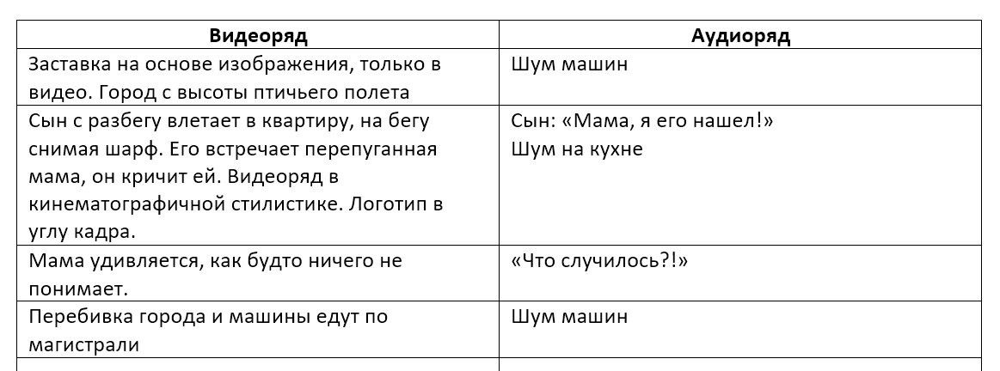 Видеоряд
Аудиоряд
Заставка на основе изображения, только в
видео. Город с высоты птичьего полета
Шум машин
Сын с разбегу влетает в квартиру, на бегу
снимая шарф. Его встречает перепуганная
мама, он кричит ей. Видеоряд в
кинематографичной стилистике. Логотип в
углу кадра.
Сын: «Мама, я его нашел!»
Шум на кухне
Мама удивляется, как будто ничего не
понимает.
«Что случилось?!»
Перебивка города и машины едут по
магистрали
Шум машин